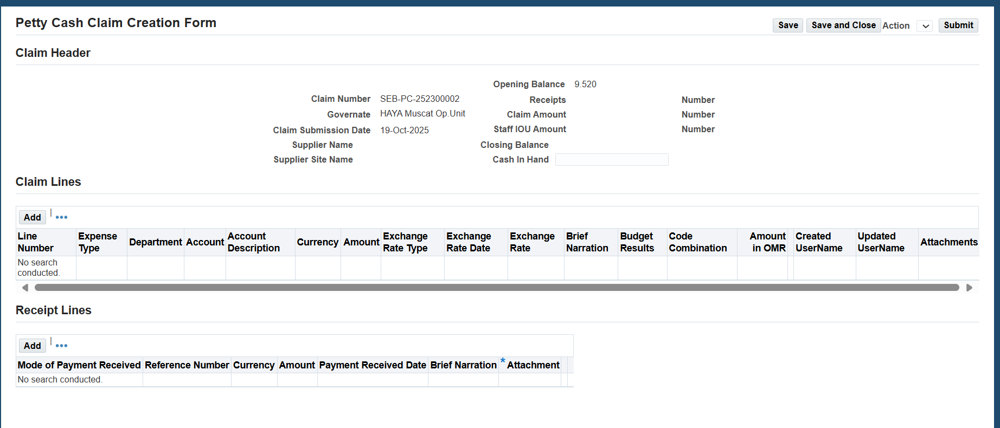 Petty Cash Claim Creation Form
Save
Save and Close
Action
Submit
Claim Header
Opening Balance 9.520
Claim Number SEB-PC-252300002
Receipts Number
Governate HAYA Muscat Op.Unit
Claim Amount Number
Claim Submission Date 19-Oct-2025
Staff IOU Amount Number
Supplier Name
Closing Balance
Supplier Site Name
Cash In Hand
Claim Lines
Add
Line Number
Expense Type
Department
Account
Account Description
Currency
Amount
Exchange Rate Type
Exchange Rate Date
Exchange Rate
Brief Narration
Budget Results
Code Combination
Amount in OMR
Created UserName
Updated UserName
Attachments
No search conducted.
Receipt Lines
Add
Mode of Payment Received
Reference Number
Currency
Amount
Payment Received Date
Brief Narration
* Attachment
No search conducted.